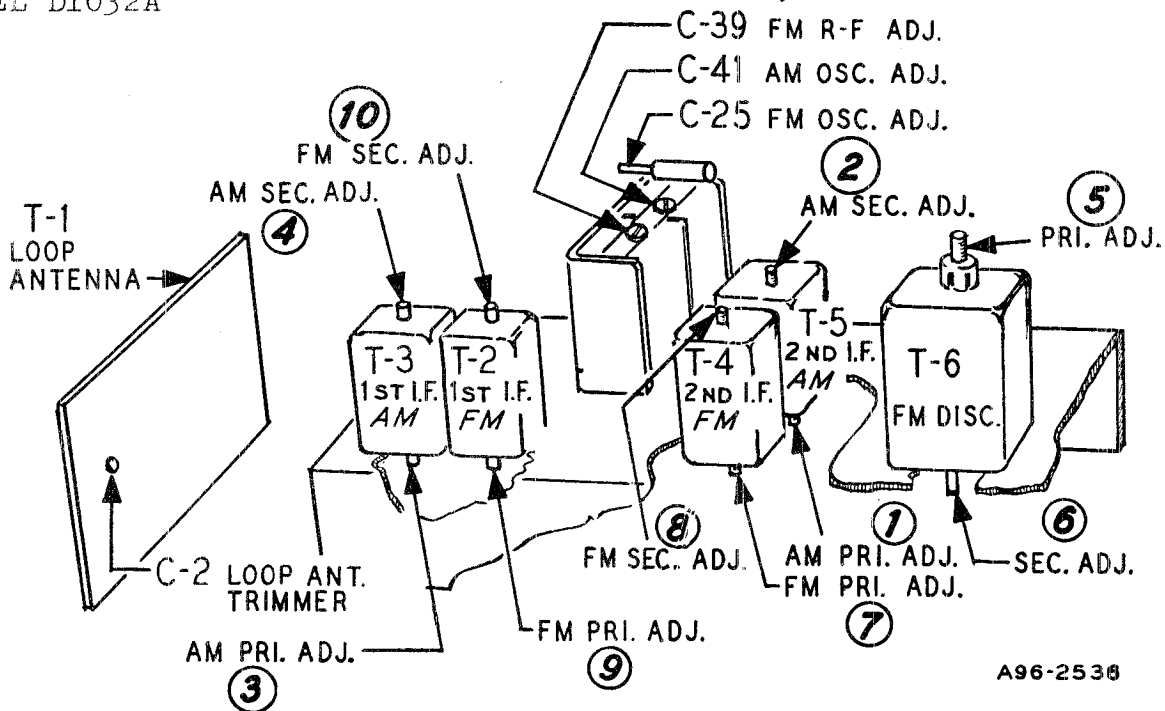 D1032A
C-39 FM R-F ADJ.
C-41 AM OSC. ADJ.
C-25 FM OSC. ADJ.
10
FM SEC. ADJ.
2
AM SEC. ADJ.
AM SEC. ADJ.
4
5
PRI. ADJ.
T-1
LOOP
ANTENNA
T-3
1ST I.F.
AM
T-2
1ST I.F.
FM
T-4
2ND I.F.
FM
T-5
2ND I.F.
AM
T-6
FM DISC.
8
FM SEC. ADJ.
1
AM PRI. ADJ.
FM PRI. ADJ.
7
6
SEC. ADJ.
C-2 LOOP ANT.
TRIMMER
AM PRI. ADJ.
3
FM PRI. ADJ.
9
A96-2536